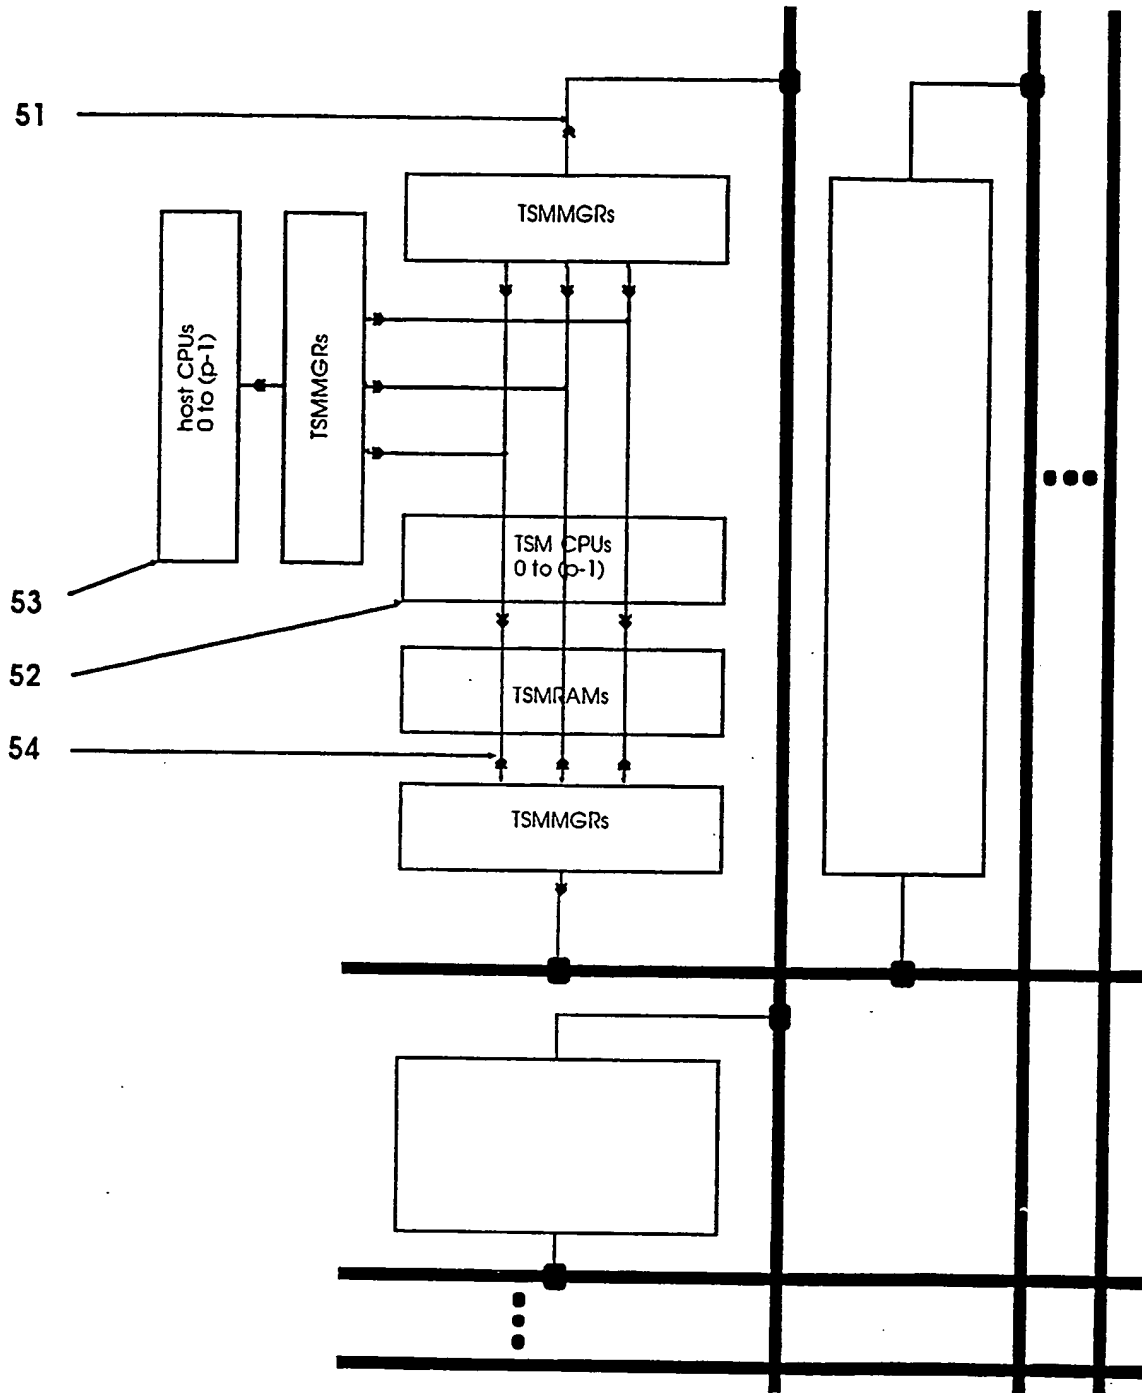 51
TSMMGRs
host CPUs
0 to (p-1)
TSMMGRs
TSM CPUs
0 to (p-1)
53
52
TSMRAMs
54
TSMMGRs